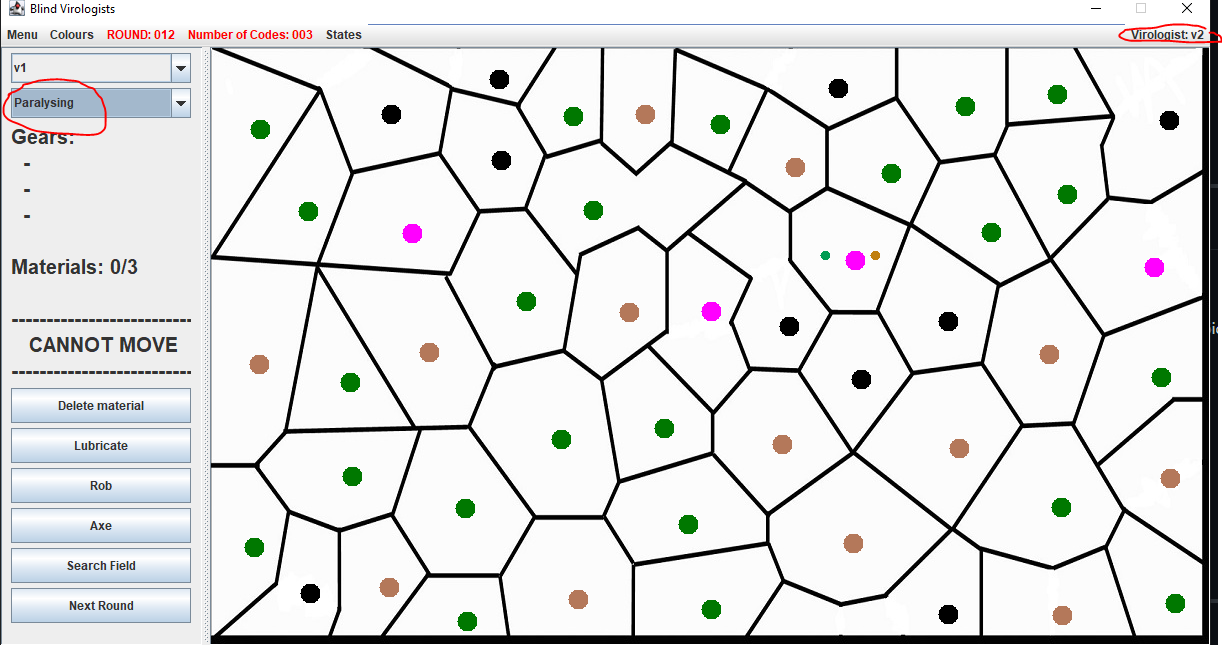 Blind Virologists
Menu Colours ROUND: 012 Number of Codes: 003 States Virologist: v2
v1
Paralysing
Gears:
-
-
-
Materials: 0/3
CANNOT MOVE
Delete material
Lubricate
Rob
Axe
Search Field
Next Round